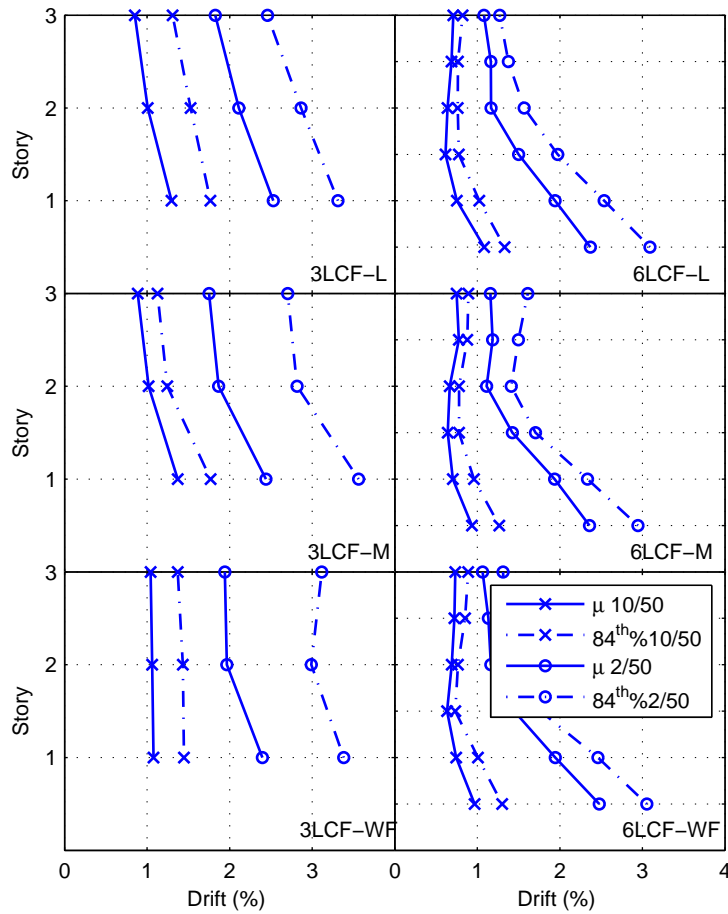 3
2
1
Story
3LCF−L
6LCF−L
3
2
1
Story
3LCF−M
6LCF−M
3
2
1
Story
3LCF−WF
6LCF−WF
μ 10/50
84th%10/50
μ 2/50
84th%2/50
0 1 2 3 0 1 2 3 4
Drift (%) Drift (%)